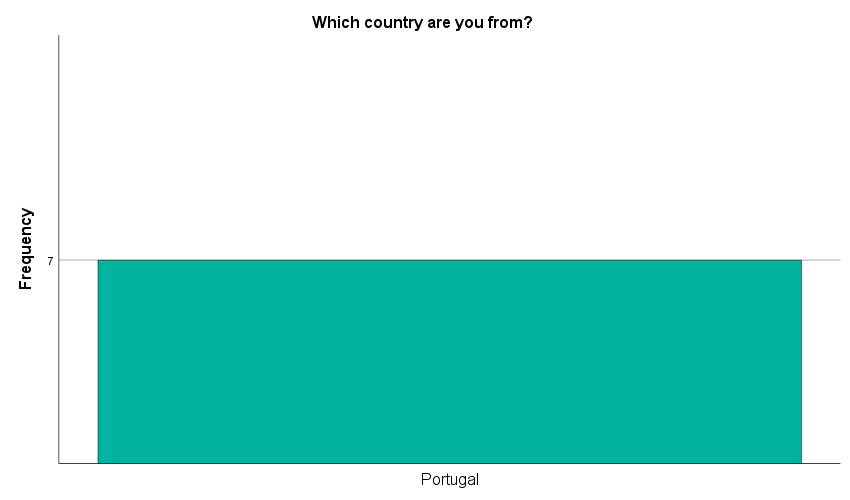 Which country are you from?
Frequency
7
Portugal